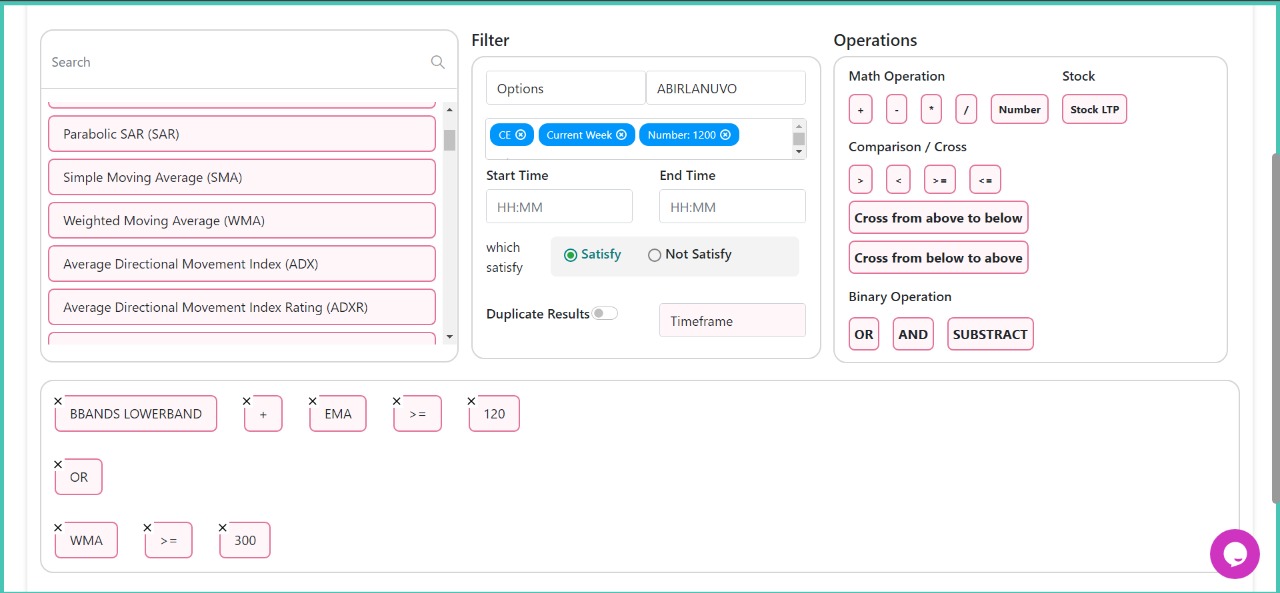 Search
Parabolic SAR (SAR)
Simple Moving Average (SMA)
Weighted Moving Average (WMA)
Average Directional Movement Index (ADX)
Average Directional Movement Index Rating (ADXR)
Filter
Options
ABIRLANUVO
CE
Current Week
Number: 1200
Start Time
End Time
HH:MM
HH:MM
which
satisfy
Satisfy
Not Satisfy
Duplicate Results
Timeframe
Operations
Math Operation
Stock
+
-
*
/
Number
Stock LTP
Comparison / Cross
>
<
>=
<=
Cross from above to below
Cross from below to above
Binary Operation
OR
AND
SUBSTRACT
BBANDS LOWERBAND
+
EMA
>=
120
OR
WMA
>=
300